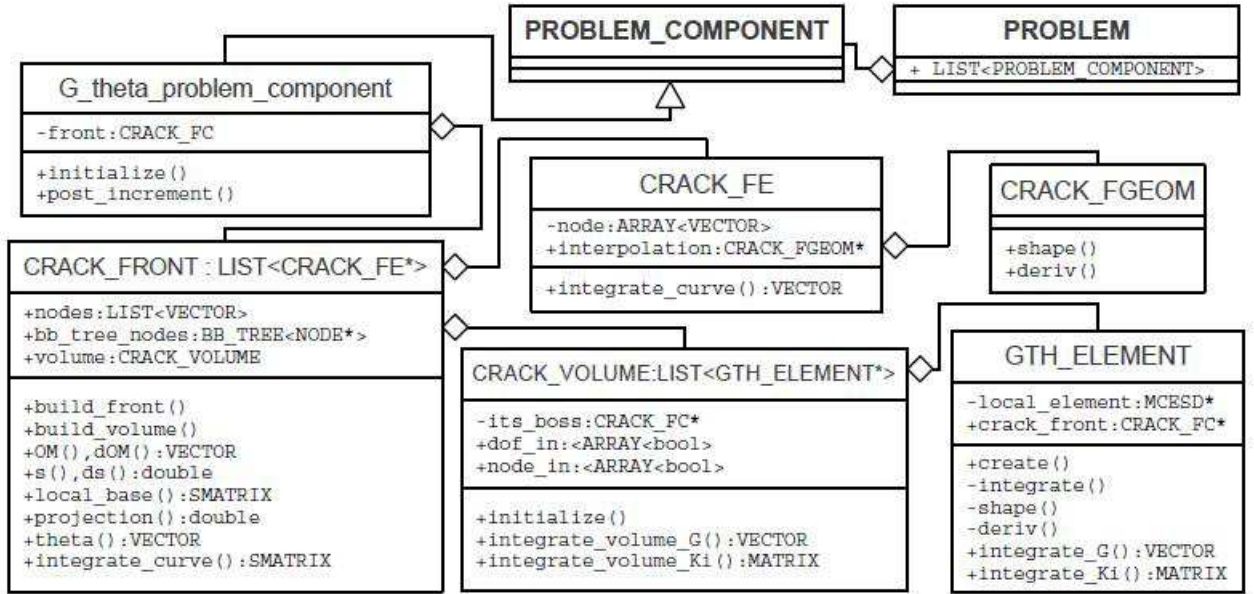 PROBLEM_COMPONENT
PROBLEM
+ LIST<PROBLEM_COMPONENT>
G_theta_problem_component
-front:CRACK_FC
+initialize()
+post_increment()
CRACK_FE
-node:ARRAY<VECTOR>
+interpolation:CRACK_FGEOM*
+integrate_curve():VECTOR
CRACK_FGEOM
+shape()
+deriv()
CRACK_FRONT : LIST<CRACK_FE*>
+nodes:LIST<VECTOR>
+bb_tree_nodes:BB_TREE<NODE*>
+volume:CRACK_VOLUME
+build_front()
+build_volume()
+OM(),dOM():VECTOR
+s(),ds():double
+local_base():SMATRIX
+projection():double
+theta():VECTOR
+integrate_curve():SMATRIX
CRACK_VOLUME:LIST<GTH_ELEMENT*>
-its_boss:CRACK_FC*
+dof_in:<ARRAY<bool>
+node_in:<ARRAY<bool>
+initialize()
+integrate_volume_G():VECTOR
+integrate_volume_Ki():MATRIX
GTH_ELEMENT
-local_element:MCESD*
+crack_front:CRACK_FC*
+create()
-integrate()
-shape()
-deriv()
+integrate_G():VECTOR
+integrate_Ki():MATRIX